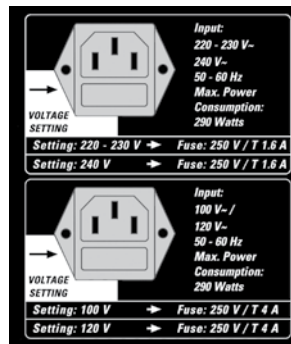 Input:
220 - 230 V~
240 V~
50 - 60 Hz
Max. Power
Consumption:
290 Watts
VOLTAGE
SETTING
Setting: 220 - 230 V → Fuse: 250 V / T 1.6 A
Setting: 240 V → Fuse: 250 V / T 1.6 A
Input:
100 V~ /
120 V~
50 - 60 Hz
Max. Power
Consumption:
290 Watts
VOLTAGE
SETTING
Setting: 100 V → Fuse: 250 V / T 4 A
Setting: 120 V → Fuse: 250 V / T 4 A